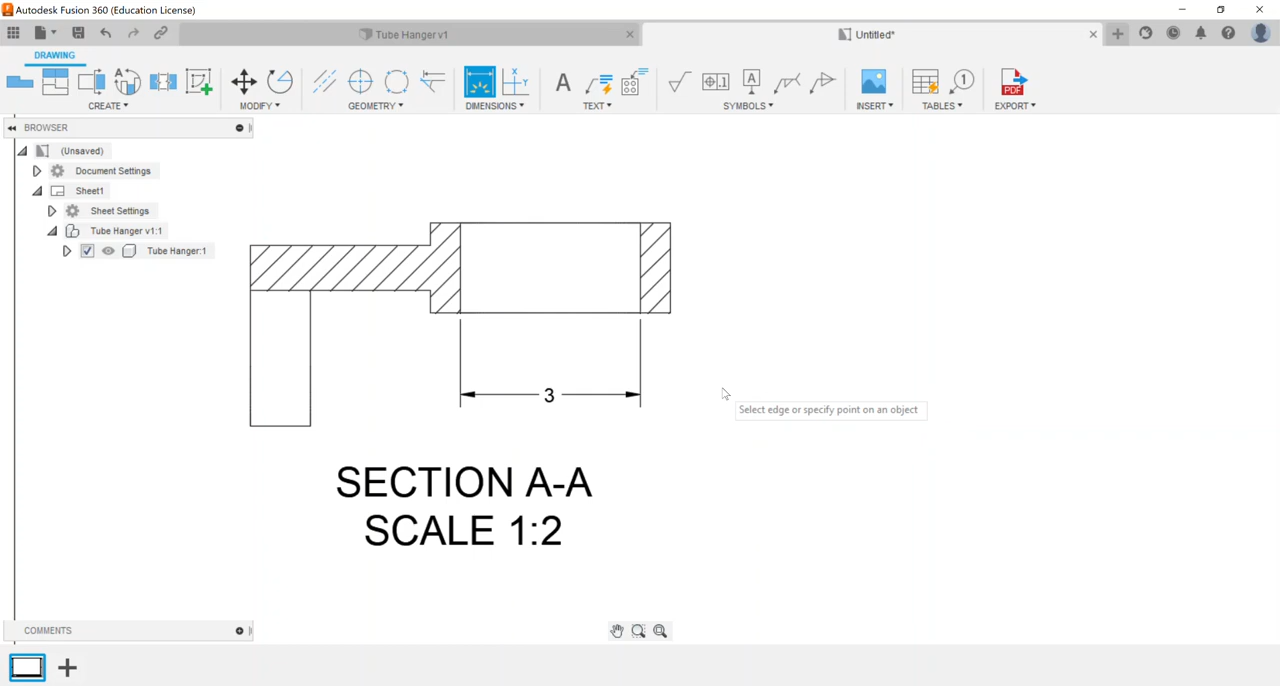 Autodesk Fusion 360 (Education License)
Tube Hanger v1
Untitled*
DRAWING
CREATE
MODIFY
GEOMETRY
DIMENSIONS
TEXT
SYMBOLS
INSERT
TABLES
EXPORT
BROWSER
(Unsaved)
Document Settings
Sheet1
Sheet Settings
Tube Hanger v1:1
Tube Hanger:1
3
Select edge or specify point on an object
SECTION A-A
SCALE 1:2
COMMENTS